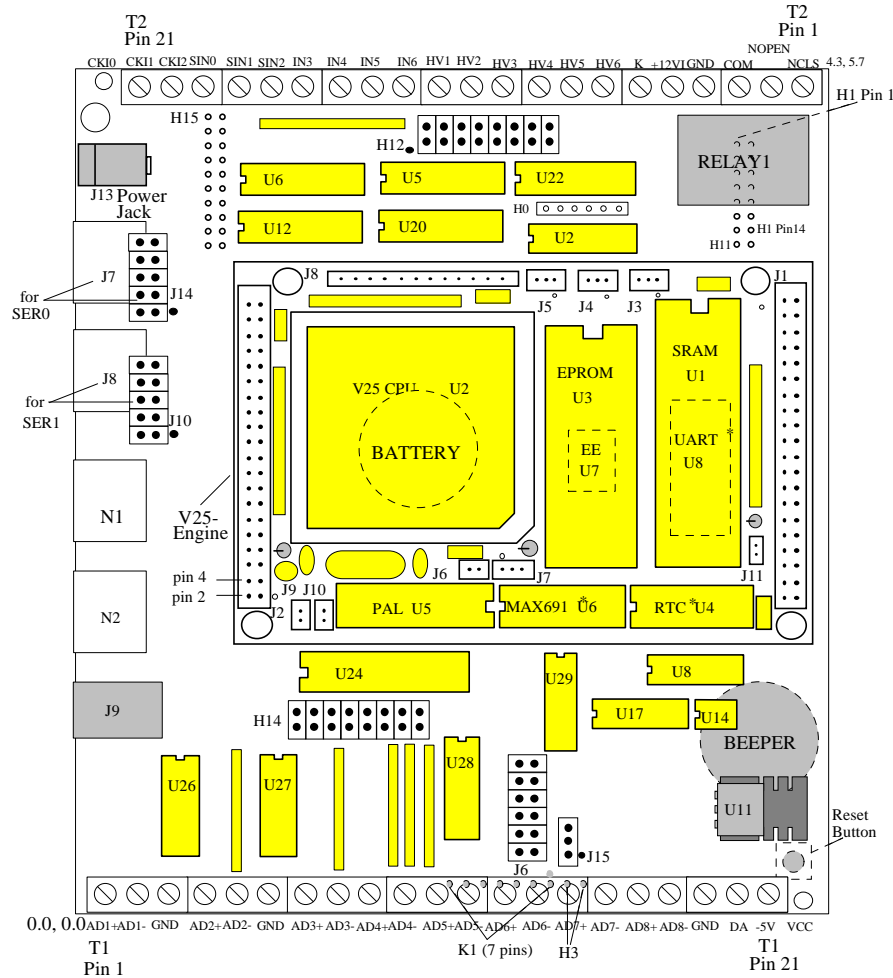 T2
Pin 21
T2
Pin 1
NOPEN
CKI0 CKI1 CKI2 SIN0 SIN1 SIN2 IN3 IN4 IN5 IN6 HV1 HV2 HV3 HV4 HV5 HV6 K +12VI GND COM NCLS 4.3, 5.7
H1 Pin 1
H15
H12
RELAY1
J13
Power
Jack
U6 U5 U22
H0
U12 U20 U2
H1 Pin14
H11
J7
for
SER0
J14
J8
J5 J4 J3
J1
SRAM
U1
EPROM
U3
V25 CPU U2
J8
for
SER1
J10
BATTERY
EE
U7
UART *
U8
N1
V25-
Engine
pin 4
pin 2
J9 J10
J2
J6
J7
J11
PAL U5
MAX691 *U6
RTC *U4
N2
U24
U29
U8
J9
H14
U17
U14
BEEPER
U28
U26
U27
U11
Reset
Button
J15
J6
0.0, 0.0
AD1+ AD1- GND AD2+ AD2- GND AD3+ AD3- AD4+ AD4- AD5+ AD5- AD6+ AD6- AD7+ AD7- AD8+ AD8- GND DA -5V VCC
T1
Pin 1
K1 (7 pins)
H3
T1
Pin 21